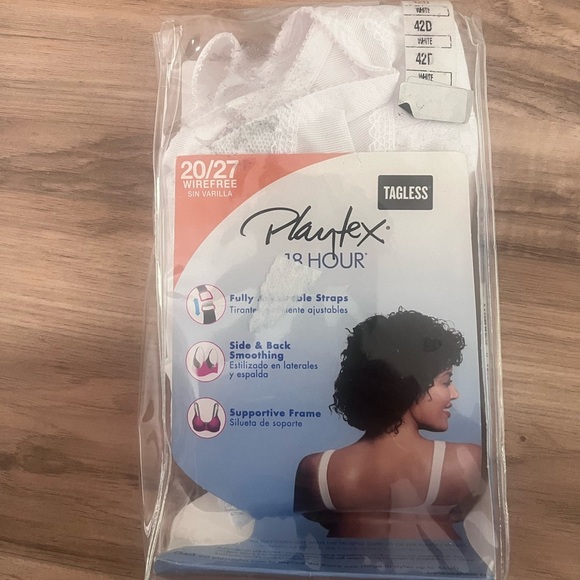 WHITE
42D
WHITE
42D
WHITE
20/27
WIREFREE
SIN VARILLA
TAGLESS
Playtex
18 HOUR
Fully Straps
ajustables
Side & Back
Smoothing
Estilizado en laterales
y espalda
Supportive Frame
Silueta de soporte